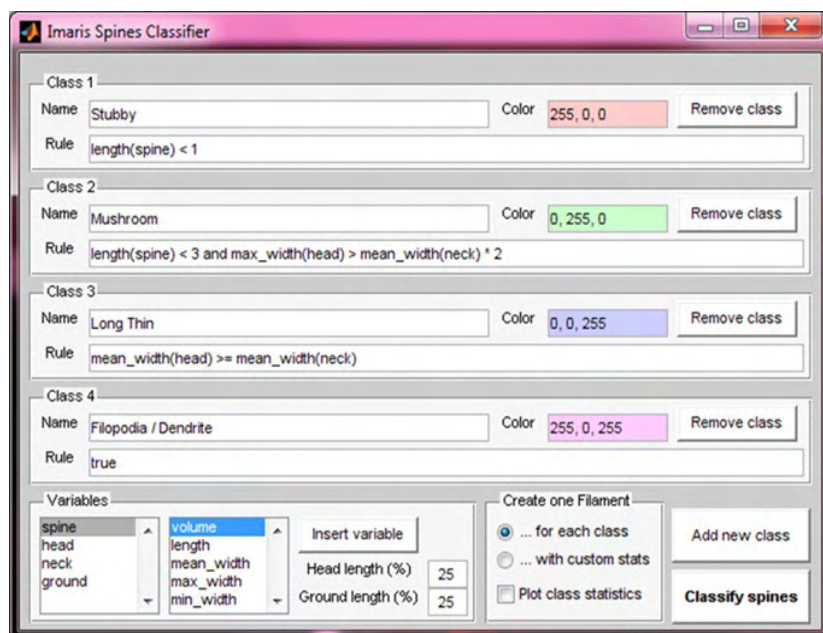 Imaris Spines Classifier
Class 1
Name Stubby Color 255, 0, 0 Remove class
Rule length(spine) < 1
Class 2
Name Mushroom Color 0, 255, 0 Remove class
Rule length(spine) < 3 and max_width(head) > mean_width(neck) * 2
Class 3
Name Long Thin Color 0, 0, 255 Remove class
Rule mean_width(head) >= mean_width(neck)
Class 4
Name Filopodia / Dendrite Color 255, 0, 255 Remove class
Rule true
Variables
spine
head
neck
ground
volume
length
mean_width
max_width
min_width
Insert variable
Head length (%) 25
Ground length (%) 25
Create one Filament
... for each class
... with custom stats
Plot class statistics
Add new class
Classify spines